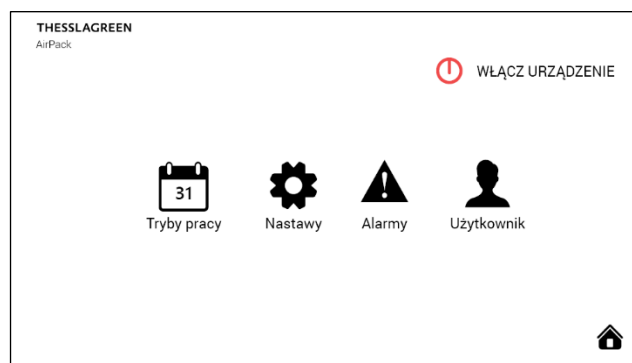 THESSLAGREEN
AirPack
WŁĄCZ URZĄDZENIE
31
Tryby pracy
Nastawy
Alarmy
Użytkownik